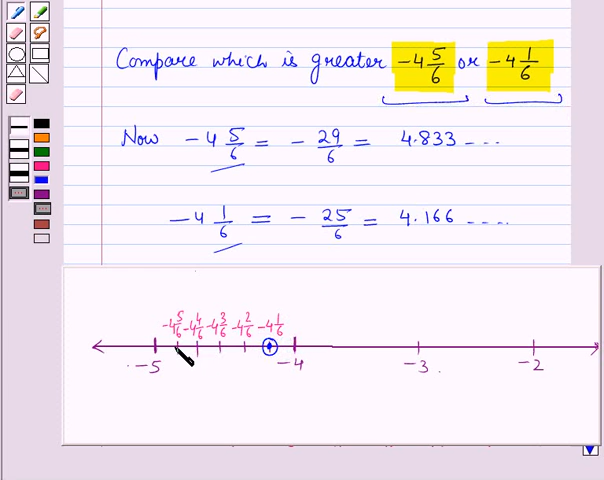 Compare which is greater -4 5/6 or -4 1/6
Now -4 5/6 = - 29/6 = 4.833 ----
-4 1/6 = - 25/6 = 4.166 ----
-4 5/6 -4 4/6 -4 3/6 -4 2/6 -4 1/6
-5 -4 -3 -2